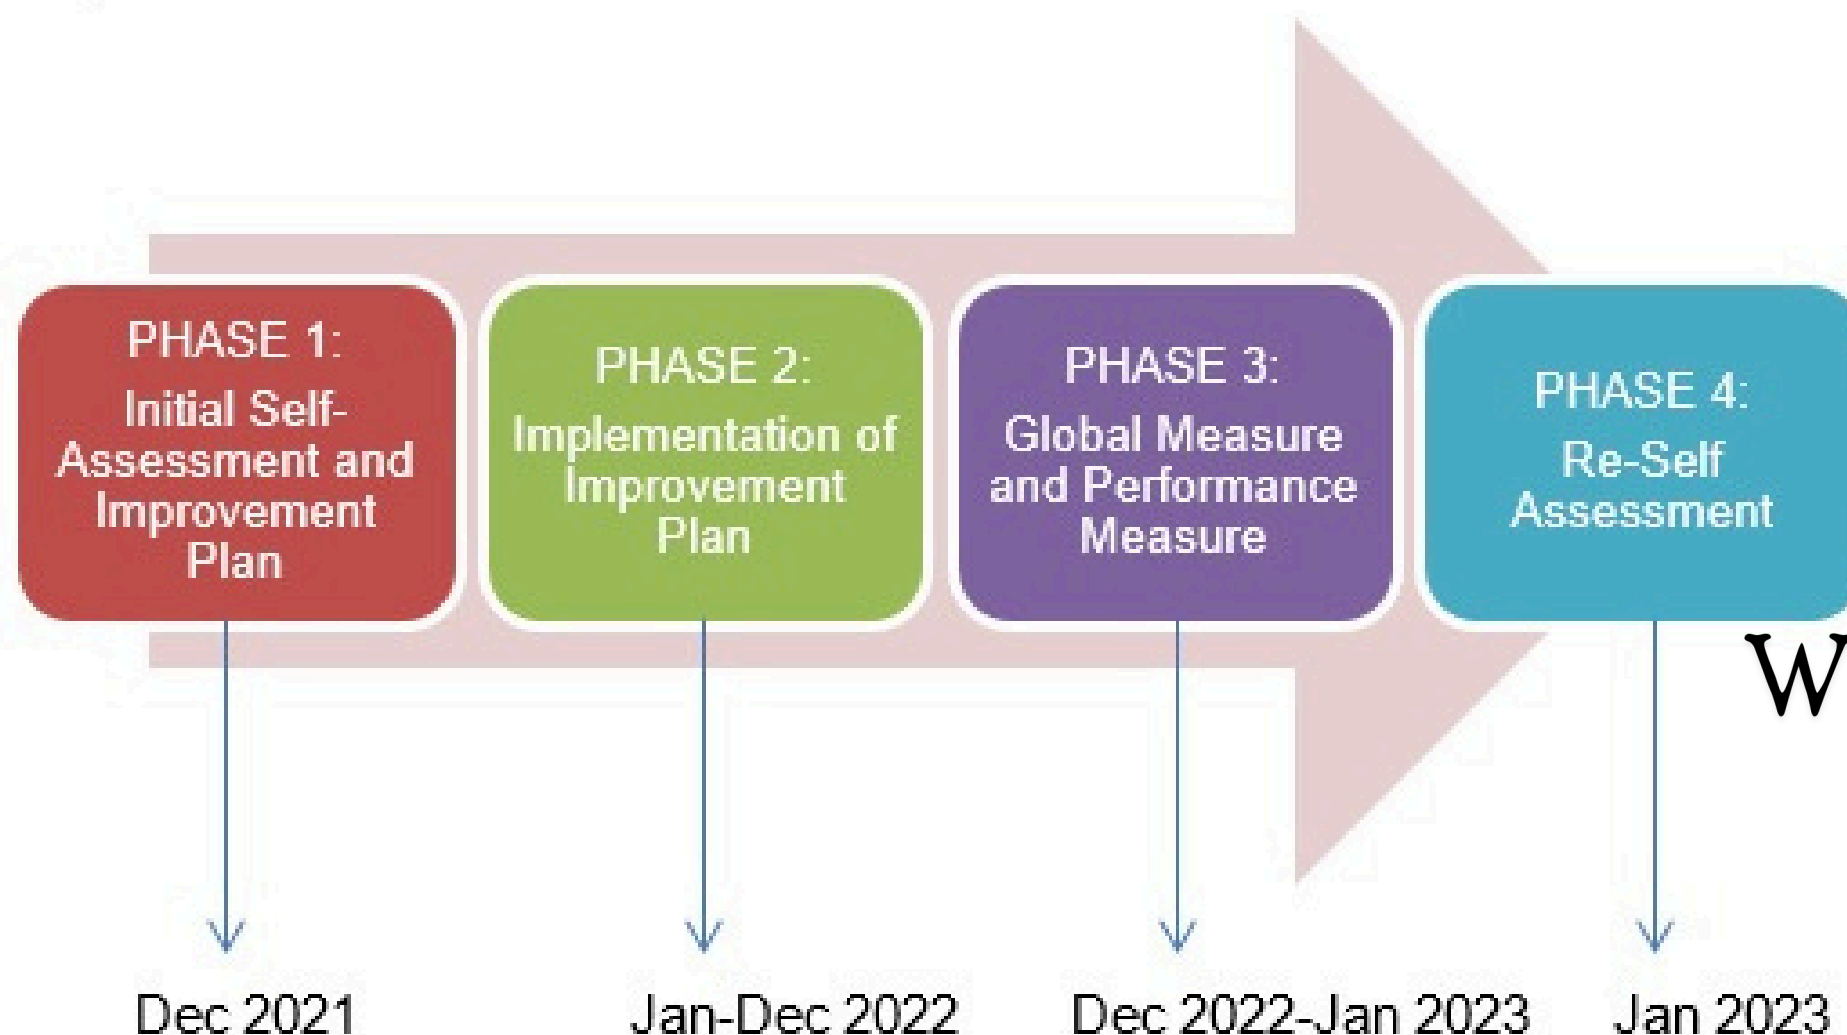 PHASE 1:
Initial Self-
Assessment and
Improvement
Plan
PHASE 2:
Implementation of
Improvement
Plan
PHASE 3:
Global Measure
and Performance
Measure
PHASE 4:
Re-Self
Assessment
W
Dec 2021
Jan-Dec 2022
Dec 2022-Jan 2023
Jan 2023